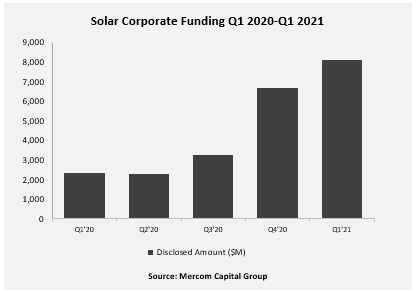 Solar Corporate Funding Q1 2020-Q1 2021
9,000
8,000
7,000
6,000
5,000
4,000
3,000
2,000
1,000
0
Q1'20 Q2'20 Q3'20 Q4'20 Q1'21
Disclosed Amount ($M)
Source: Mercom Capital Group